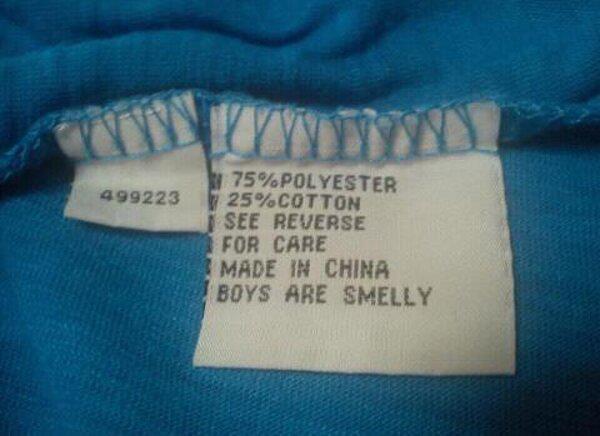 499223
75%POLYESTER
25%COTTON
SEE REVERSE
FOR CARE
MADE IN CHINA
BOYS ARE SMELLY